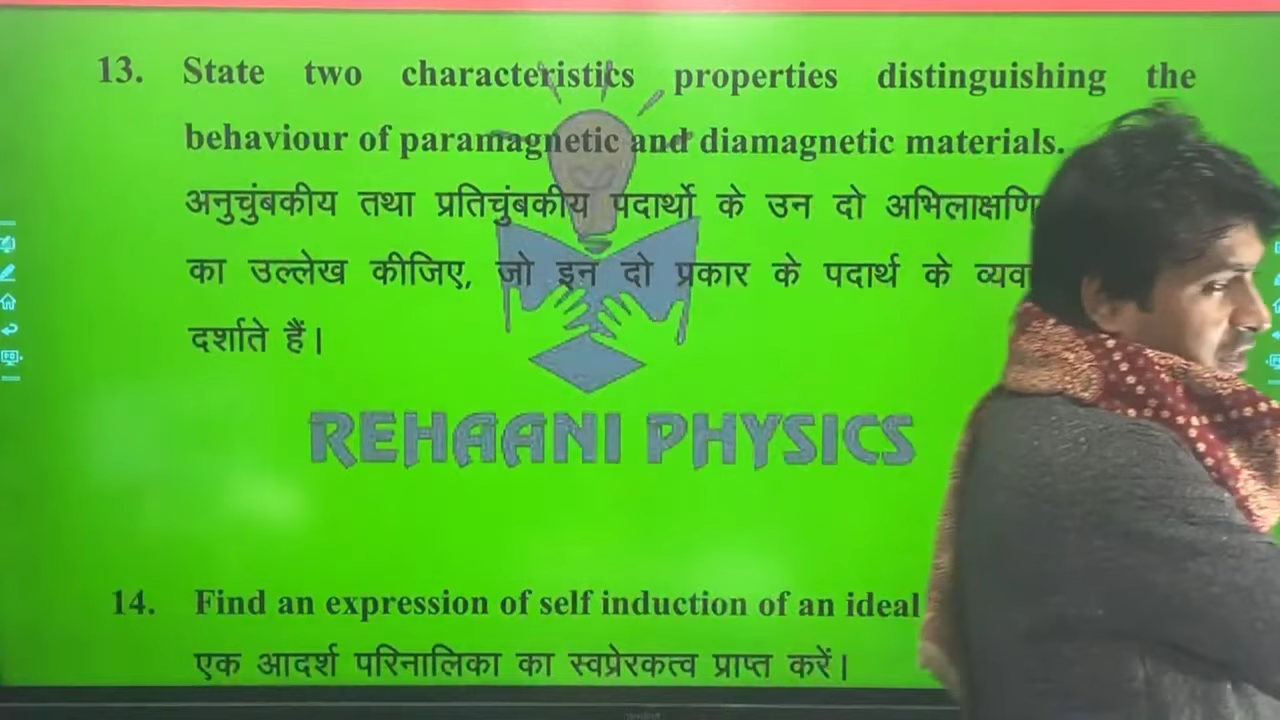 13. State two characteristics properties distinguishing the
behaviour of paramagnetic and diamagnetic materials.
अनुचुंबकीय तथा प्रतिचुंबकीय पदार्थो के उन दो
का उल्लेख कीजिए, जो इन दो प्रकार के पदार्थ के
दर्शाते हैं।
REHAANI PHYSICS
14. Find an expression of self induction of an ideal
एक आदर्श परिनालिका का स्वप्रेरकत्व प्राप्त करें।